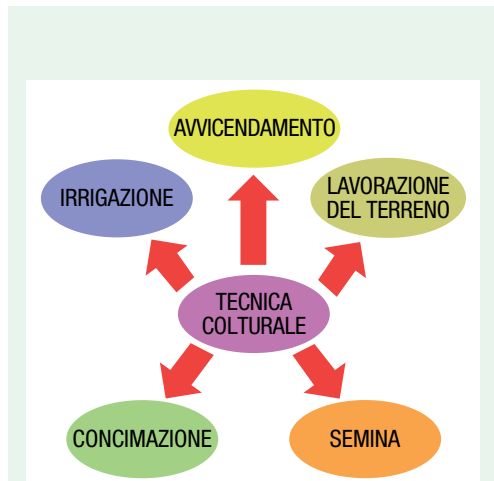 AVVICENDAMENTO
IRRIGAZIONE
LAVORAZIONE
DEL TERRENO
TECNICA
COLTURALE
CONCIMAZIONE
SEMINA